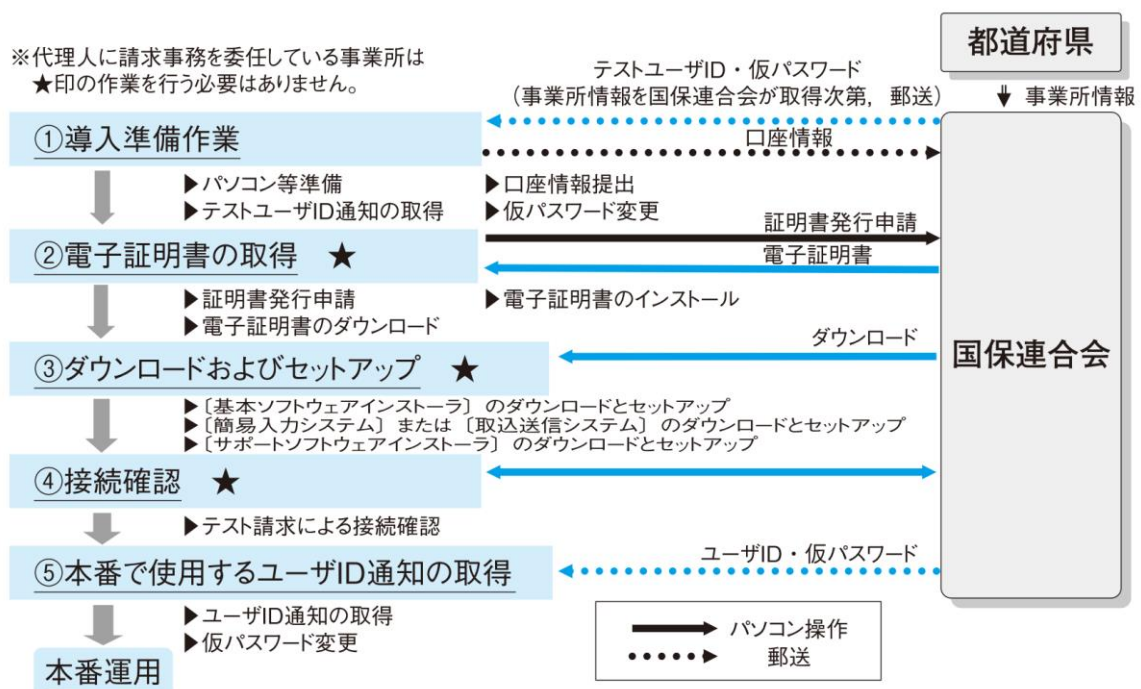 ※代理人に請求事務を委任している事業所は
★印の作業を行う必要はありません。
都道府県
事業所情報
テストユーザID・仮パスワード
(事業所情報を国保連合会が取得次第,郵送)
①導入準備作業
口座情報
▶パソコン等準備
▶口座情報提出
▶テストユーザID通知の取得
▶仮パスワード変更
証明書発行申請
②電子証明書の取得 ★
電子証明書
▶証明書発行申請
▶電子証明書のインストール
▶電子証明書のダウンロード
ダウンロード
国保連合会
③ダウンロードおよびセットアップ ★
▶〔基本ソフトウェアインストーラ〕のダウンロードとセットアップ
▶〔簡易入力システム〕または〔取込送信システム〕のダウンロードとセットアップ
▶〔サポートソフトウェアインストーラ〕のダウンロードとセットアップ
④接続確認 ★
▶テスト請求による接続確認
ユーザID・仮パスワード
⑤本番で使用するユーザID通知の取得
▶ユーザID通知の取得
▶仮パスワード変更
パソコン操作
郵送
本番運用